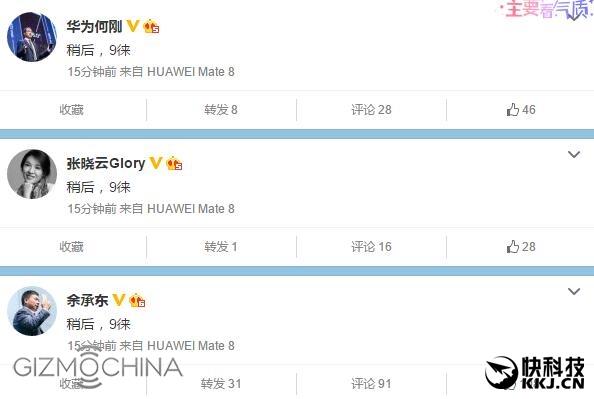 主要看气质
华为何刚
稍后，9徕
15分钟前 来自 HUAWEI Mate 8
收藏 转发 8 评论 28 46
张晓云Glory
稍后，9徕
15分钟前 来自 HUAWEI Mate 8
收藏 转发 1 评论 16 28
余承东
稍后，9徕
15分钟前 来自 HUAWEI Mate 8
GIZMOCHINA
收藏 转发 31 评论 91
快科技
KKJ.CN